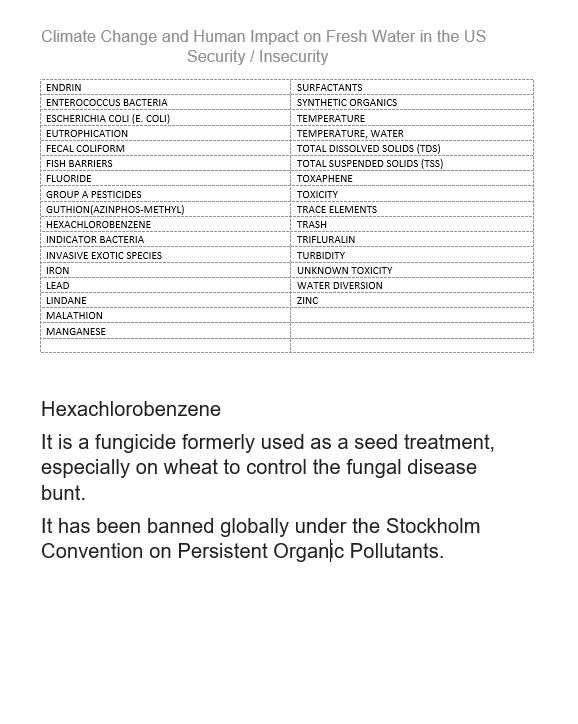 Climate Change and Human Impact on Fresh Water in the US
Security / Insecurity
ENDRIN SURFACTANTS
ENTEROCOCCUS BACTERIA SYNTHETIC ORGANICS
ESCHERICHIA COLI (E. COLI) TEMPERATURE
EUTROPHICATION TEMPERATURE, WATER
FECAL COLIFORM TOTAL DISSOLVED SOLIDS (TDS)
FISH BARRIERS TOTAL SUSPENDED SOLIDS (TSS)
FLUORIDE TOXAPHENE
GROUP A PESTICIDES TOXICITY
GUTHION(AZINPHOS-METHYL) TRACE ELEMENTS
HEXACHLOROBENZENE TRASH
INDICATOR BACTERIA TRIFLURALIN
INVASIVE EXOTIC SPECIES TURBIDITY
IRON UNKNOWN TOXICITY
LEAD WATER DIVERSION
LINDANE ZINC
MALATHION
MANGANESE
Hexachlorobenzene
It is a fungicide formerly used as a seed treatment,
especially on wheat to control the fungal disease
bunt.
It has been banned globally under the Stockholm
Convention on Persistent Organic Pollutants.